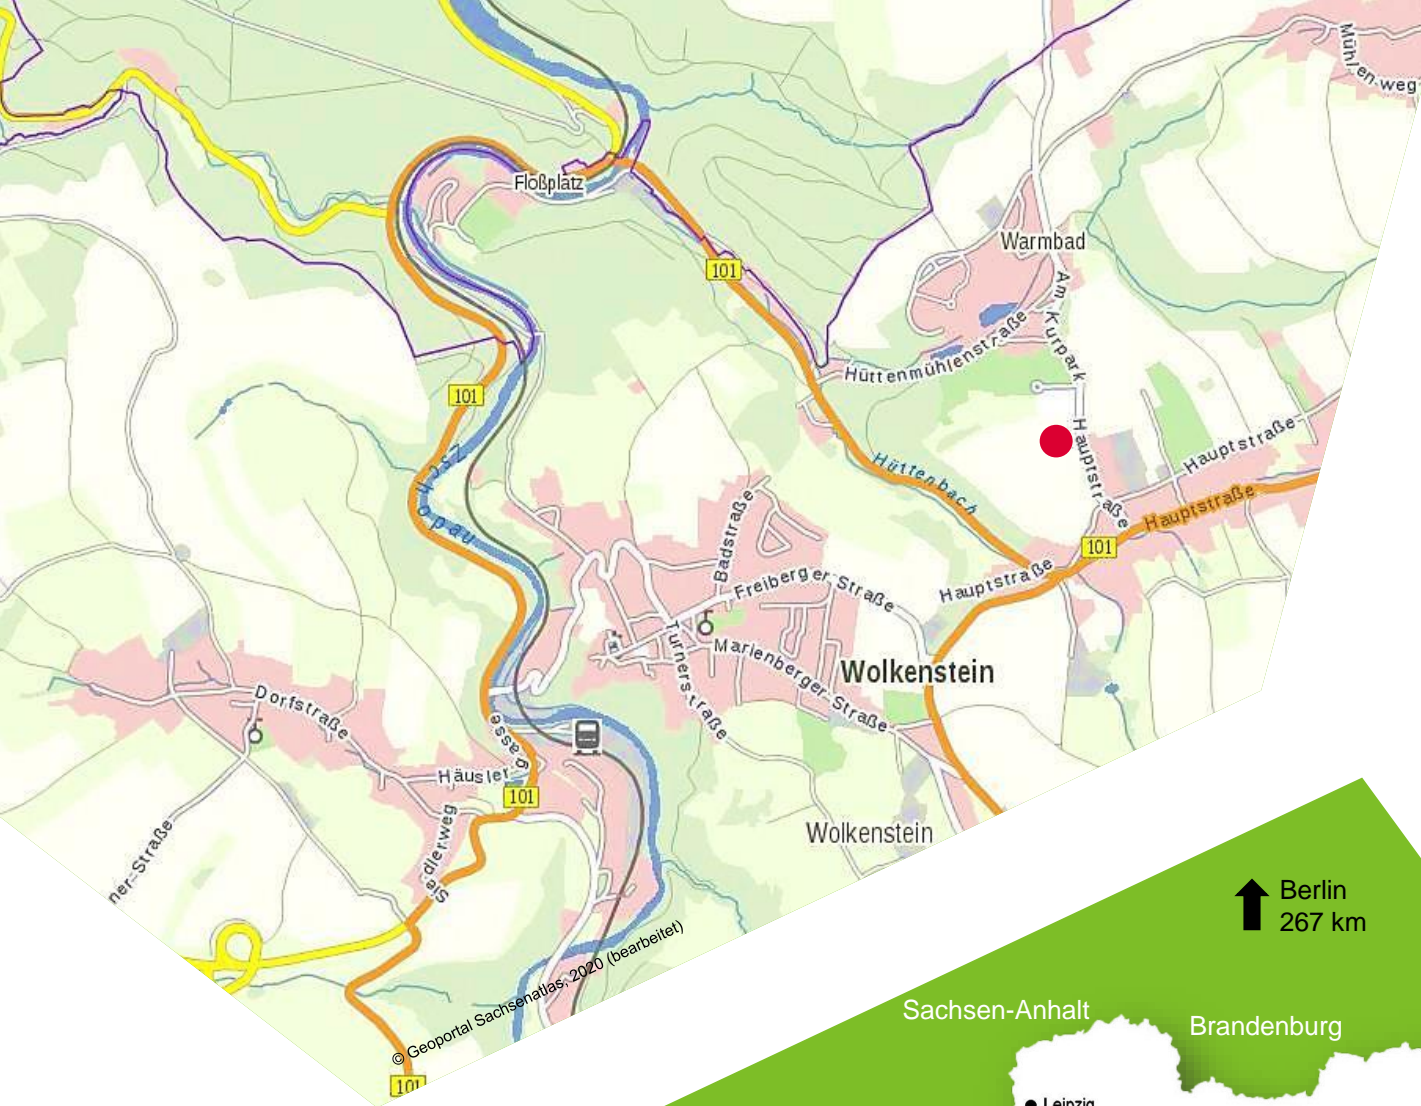 Mühlenweg
Floßplatz
Warmbad
101
Am Kurpark
Hüttenmühlenstraße
101
Zschopau
Hüttenbach
Hauptstraße
Hauptstraße
Hauptstraße
101
Hauptstraße
Badstraße
Freiberger Straße
Turnerstraße
Marienberger Straße
Wolkenstein
Dorfstraße
Häuslergasse
101
Siedlerweg
ner-Straße
Wolkenstein
© Geoportal Sachsenatlas, 2020 (bearbeitet)
101
Berlin
267 km
Sachsen-Anhalt
Brandenburg
Leipzig